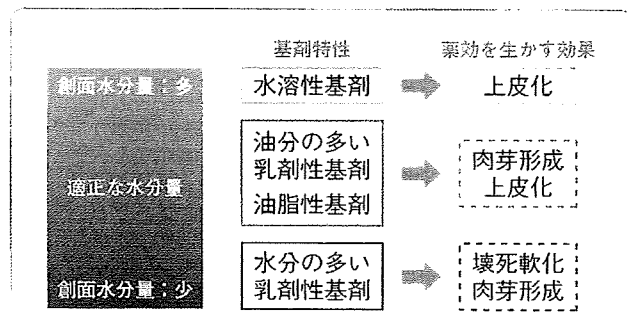 基剤特性
薬効を生かす効果
創面水分量：多
水溶性基剤
上皮化
適正な水分量
油分の多い
乳剤性基剤
油脂性基剤
肉芽形成
上皮化
創面水分量：少
水分の多い
乳剤性基剤
壊死軟化
肉芽形成